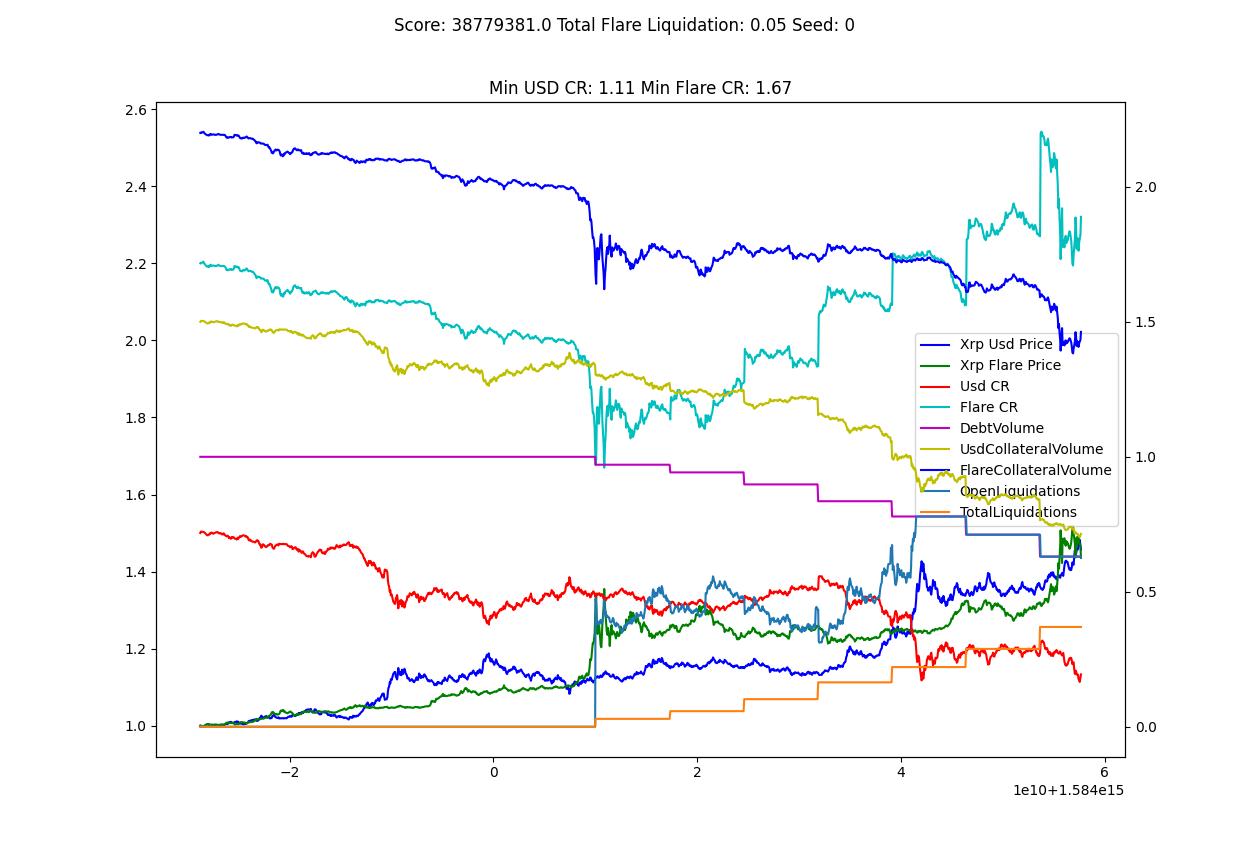 Score: 38779381.0 Total Flare Liquidation: 0.05 Seed: 0
Min USD CR: 1.11 Min Flare CR: 1.67
2.6
2.4
2.2
2.0
1.8
1.6
1.4
1.2
1.0
2.0
1.5
1.0
0.5
0.0
Xrp Usd Price
Xrp Flare Price
Usd CR
Flare CR
DebtVolume
UsdCollateralVolume
FlareCollateralVolume
OpenLiquidations
TotalLiquidations
−2
0
2
4
6
1e10+1.584e15